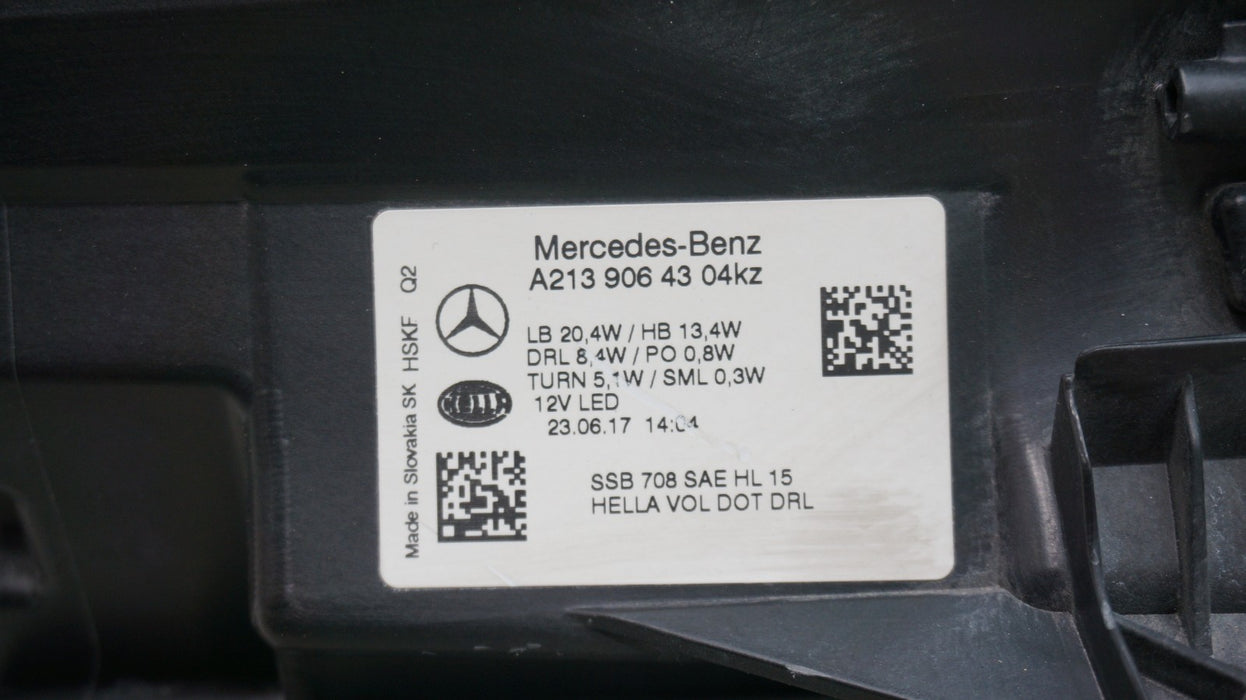 Mercedes-Benz
A213 906 43 04kz
LB 20,4W / HB 13,4W
DRL 8,4W / PO 0,8W
TURN 5,1W / SML 0,3W
12V LED
23.06.17 14:04
SSB 708 SAE HL 15
HELLA VOL DOT DRL
Made in Slovakia SK HSKF Q2